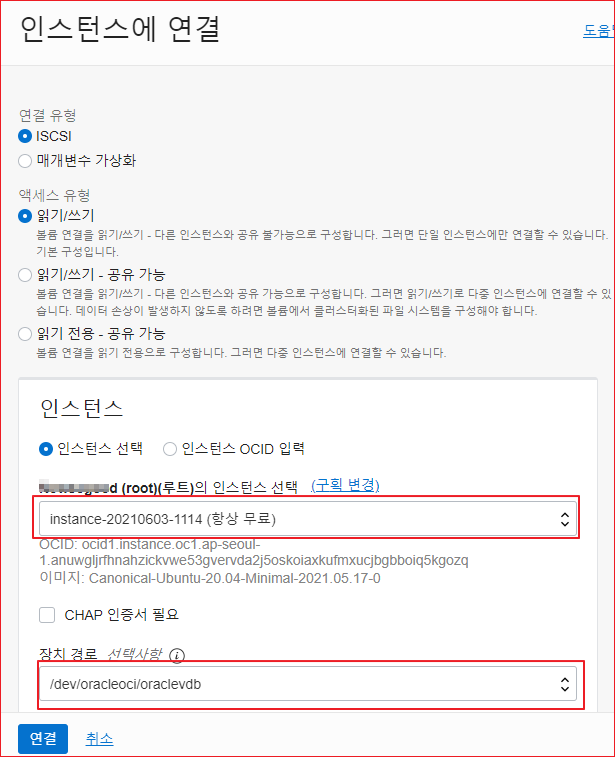 인스턴스에 연결
도움
연결 유형
ISCSI
매개변수 가상화
액세스 유형
읽기/쓰기
볼륨 연결을 읽기/쓰기 - 다른 인스턴스와 공유 불가능으로 구성합니다. 그러면 단일 인스턴스에만 연결할 수 있습니다.
기본 구성입니다.
읽기/쓰기 - 공유 가능
볼륨 연결을 읽기/쓰기 - 다른 인스턴스와 공유 가능으로 구성합니다. 그러면 읽기/쓰기로 다중 인스턴스에 연결할 수 있
습니다. 데이터 손상이 발생하지 않도록 하려면 볼륨에서 클러스터화된 파일 시스템을 구성해야 합니다.
읽기 전용 - 공유 가능
볼륨 연결을 읽기 전용으로 구성합니다. 그러면 다중 인스턴스에 연결할 수 있습니다.
인스턴스
인스턴스 선택 인스턴스 OCID 입력
(root)(루트)의 인스턴스 선택 (구획 변경)
instance-20210603-1114 (항상 무료)
OCID: ocid1.instance.oc1.ap-seoul-
1.anuwgljrfhnahzickvwe53gvervda2j5oskoiaxkufmxucjbgbboiq5kgozq
이미지: Canonical-Ubuntu-20.04-Minimal-2021.05.17-0
CHAP 인증서 필요
장치 경로 선택사항
/dev/oracleoci/oraclevdb
연결 취소